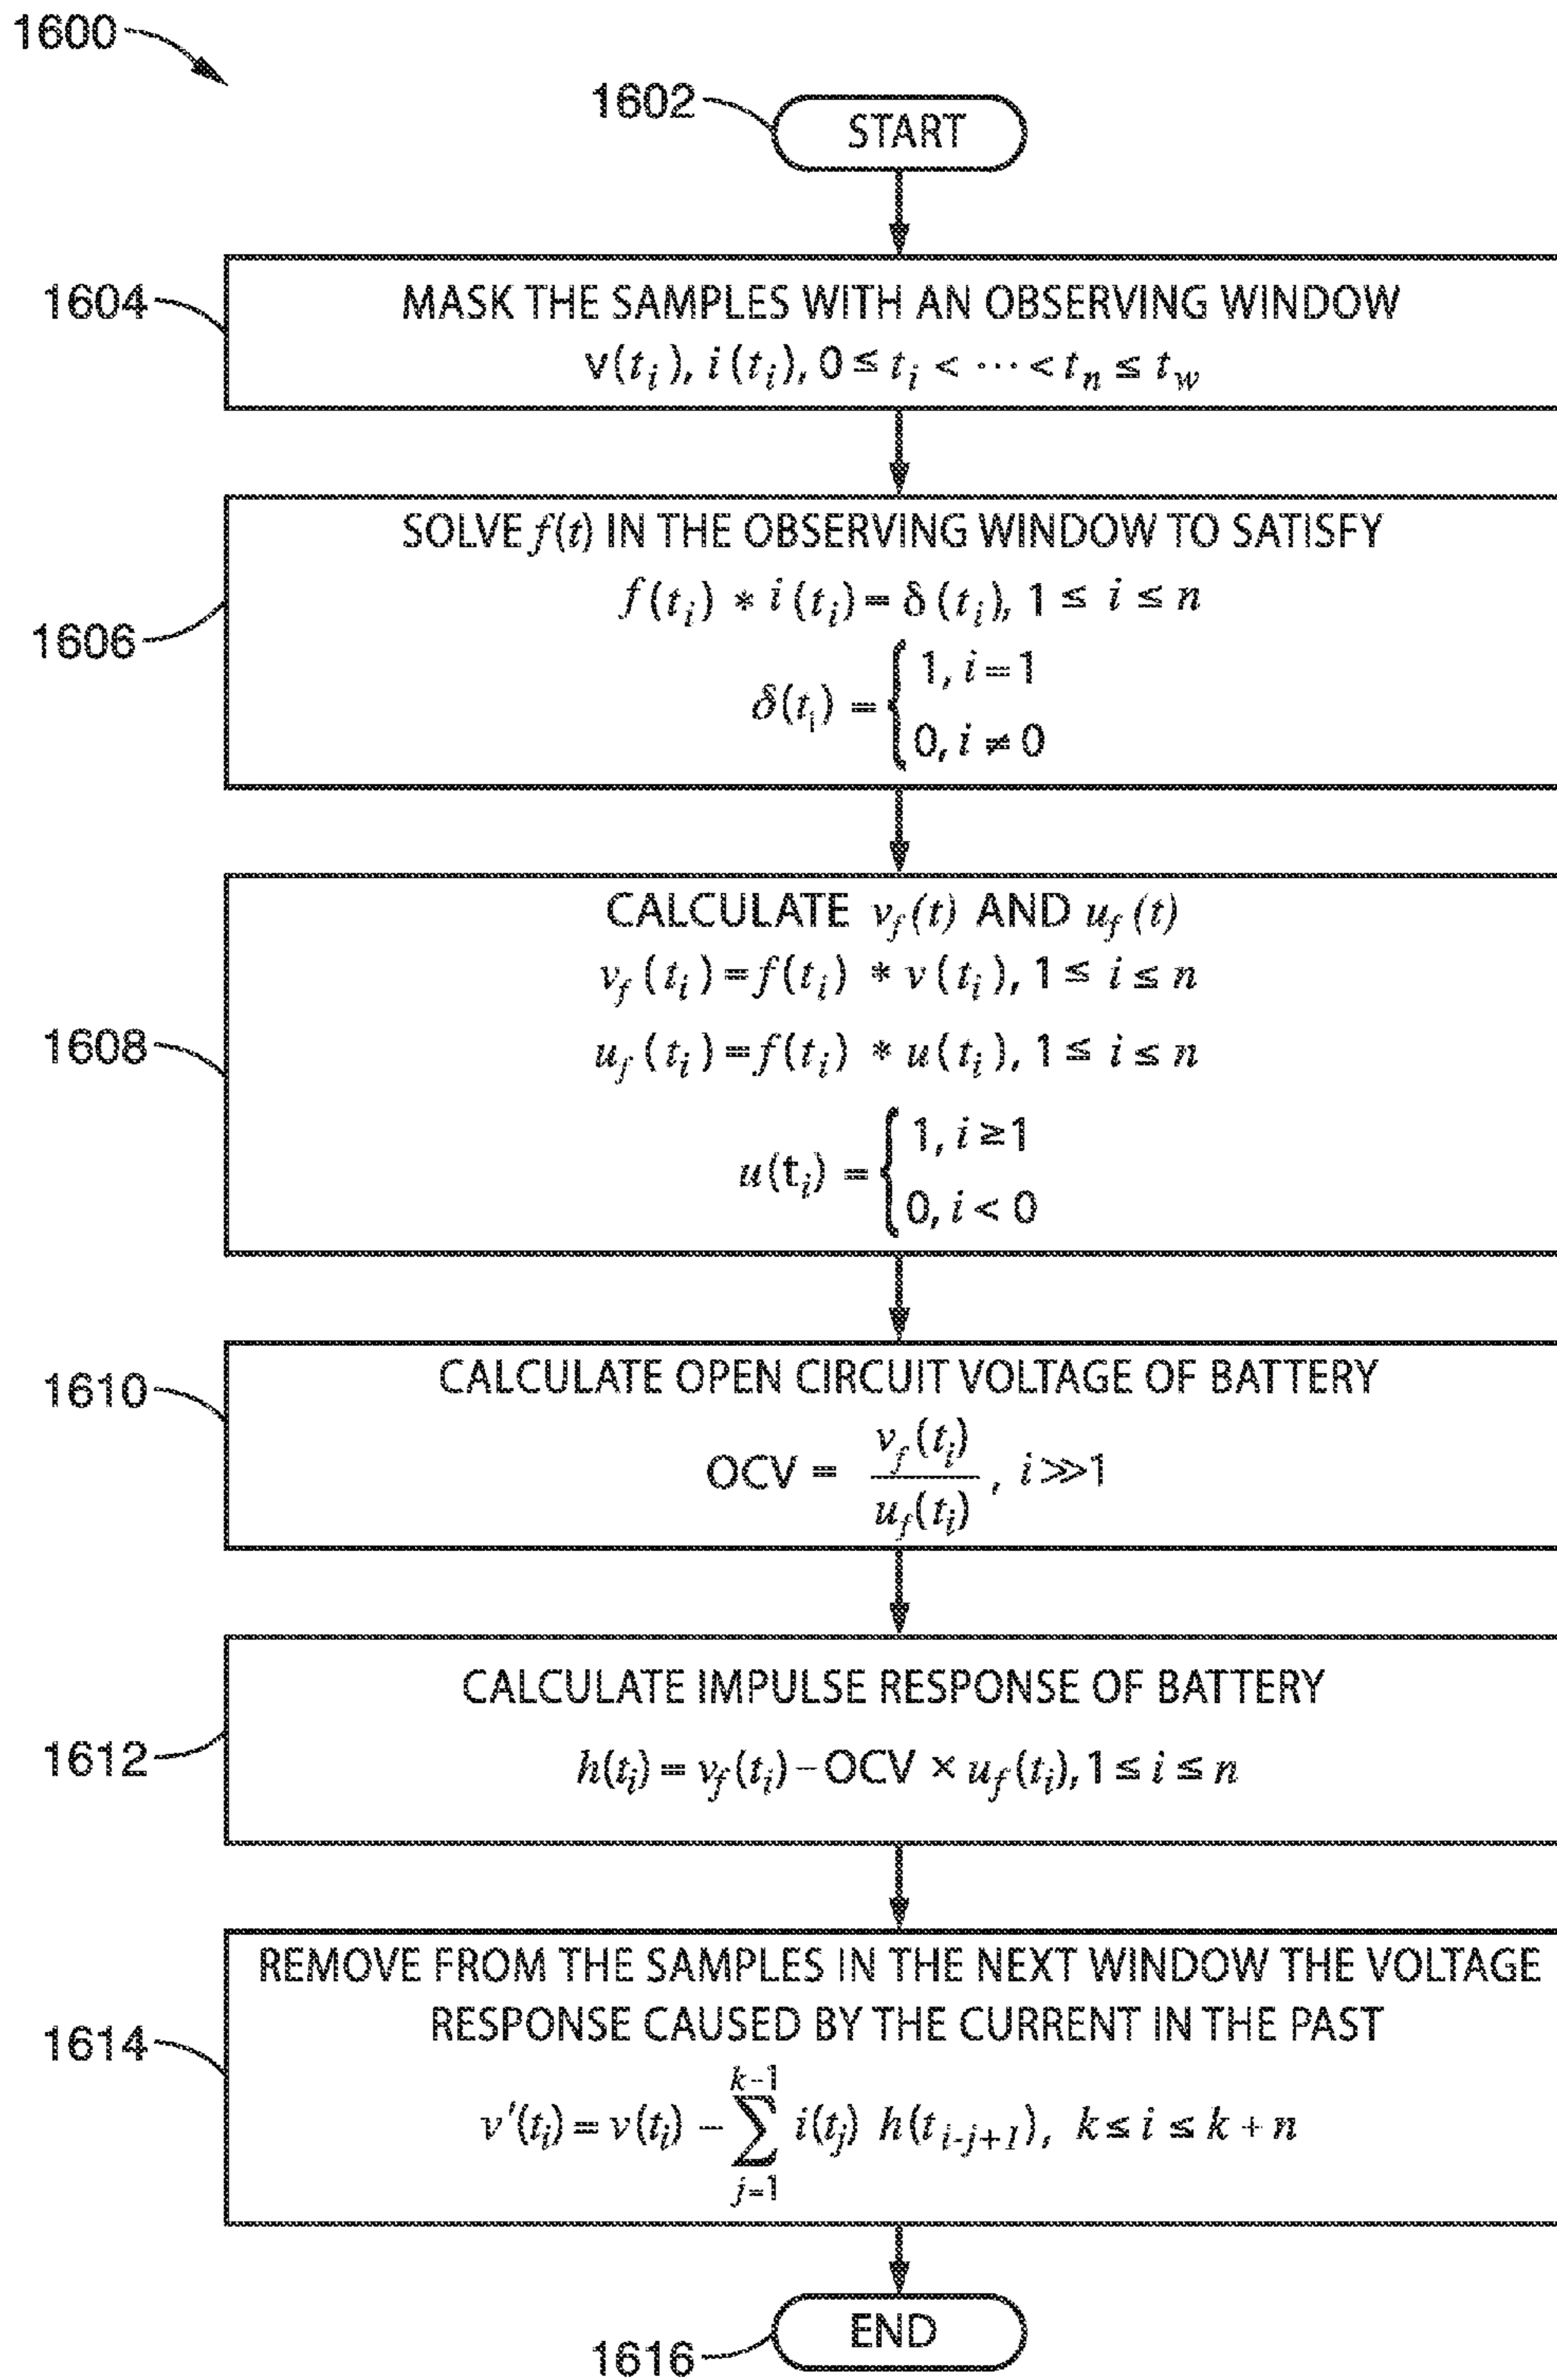 1600
1602
START
1604
MASK THE SAMPLES WITH AN OBSERVING WINDOW
v(t_i), i(t_i), 0 ≤ t_i < ⋯ < t_n ≤ t_w
SOLVE f(t) IN THE OBSERVING WINDOW TO SATISFY
f(t_i) * i(t_i) = δ(t_i), 1 ≤ i ≤ n
1606
δ(t_i) = { 1, i = 1
0, i ≠ 0
CALCULATE v_f(t) AND u_f(t)
v_f(t_i) = f(t_i) * v(t_i), 1 ≤ i ≤ n
1608
u_f(t_i) = f(t_i) * u(t_i), 1 ≤ i ≤ n
u(t_i) = { 1, i ≥ 1
0, i < 0
1610
CALCULATE OPEN CIRCUIT VOLTAGE OF BATTERY
OCV = v_f(t_i) / u_f(t_i), i ≫ 1
CALCULATE IMPULSE RESPONSE OF BATTERY
1612
h(t_i) = v_f(t_i) – OCV × u_f(t_i), 1 ≤ i ≤ n
REMOVE FROM THE SAMPLES IN THE NEXT WINDOW THE VOLTAGE
RESPONSE CAUSED BY THE CURRENT IN THE PAST
1614
v'(t_i) = v(t_i) – ∑_{j=1}^{k–1} i(t_j) h(t_{i-j+1}), k ≤ i ≤ k + n
END
1616